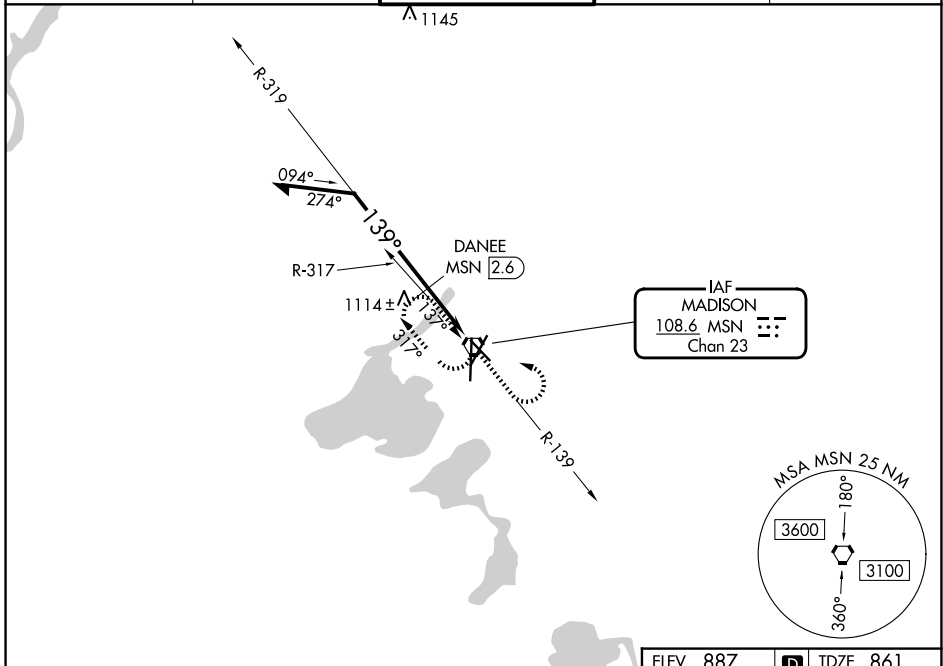 1145
R-319
094°
274°
139°
DANEE
MSN 2.6
R-317
1114 ±
137°
317°
IAF
MADISON
108.6 MSN
Chan 23
R-139
MSA MSN 25 NM
180°
3600
3100
360°
ELEV 887 D TDZE 861